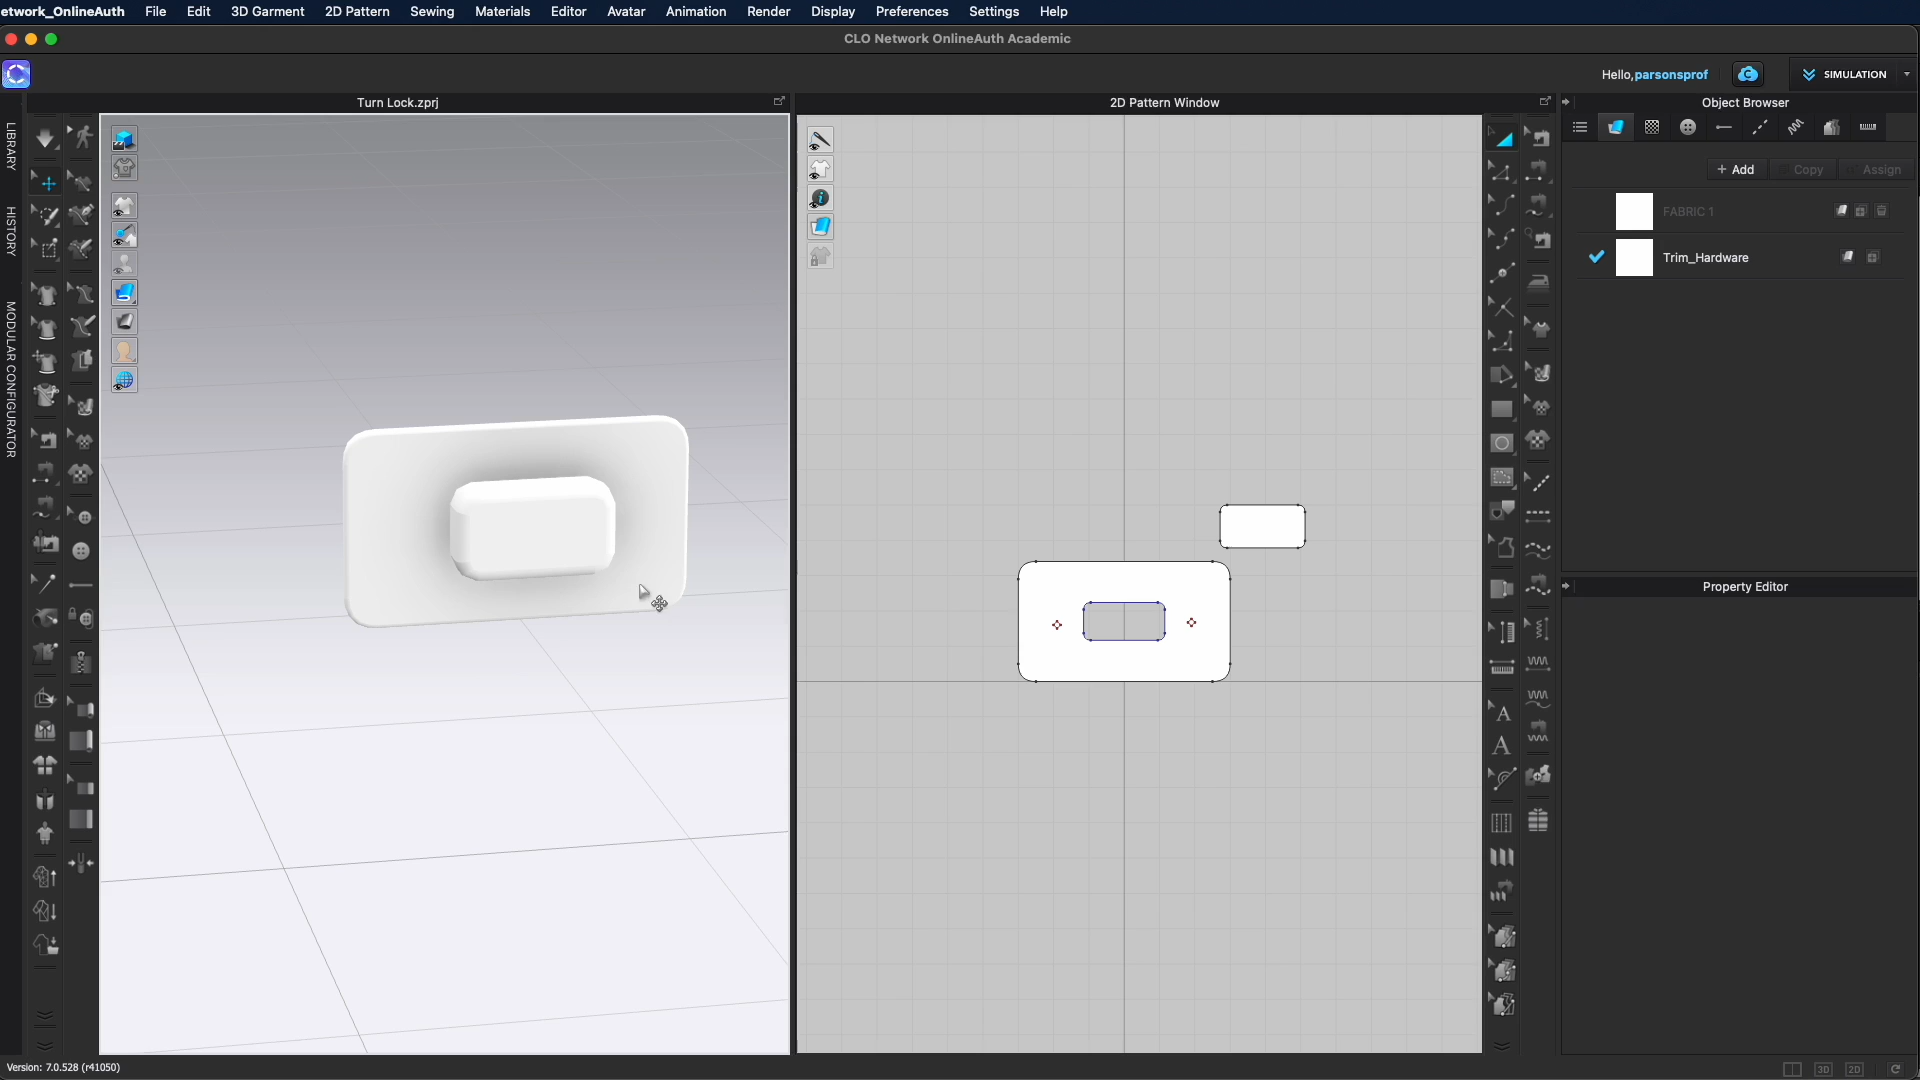 etwork_OnlineAuth File Edit 3D Garment 2D Pattern Sewing Materials Editor Avatar Animation Render Display Preferences Settings Help
CLO Network OnlineAuth Academic
Hello,parsonsprof
SIMULATION
Turn Lock.zprj
2D Pattern Window
Object Browser
LIBRARY
HISTORY
MODULAR CONFIGURATOR
+ Add
Copy
Assign
FABRIC 1
Trim_Hardware
Property Editor
A
A
Version: 7.0.528 (r41050)
3D
2D